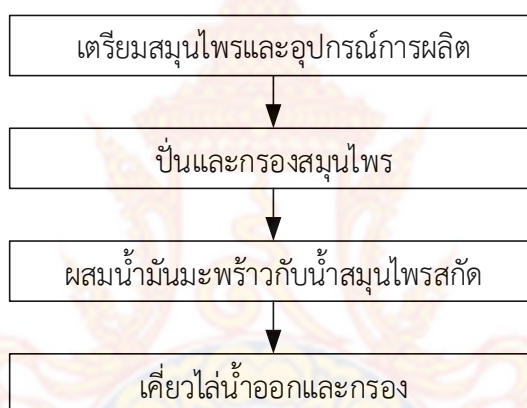 เตรียมสมุนไพรและอุปกรณ์การผลิต
ปั่นและกรองสมุนไพร
ผสมน้ำมันมะพร้าวกับน้ำสมุนไพรสกัด
เคี่ยวไล่น้ำออกและกรอง